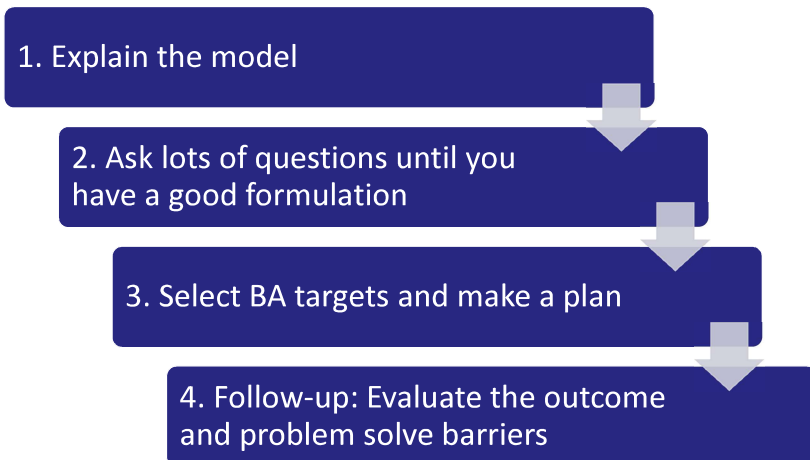 1. Explain the model
2. Ask lots of questions until you
have a good formulation
3. Select BA targets and make a plan
4. Follow-up: Evaluate the outcome
and problem solve barriers